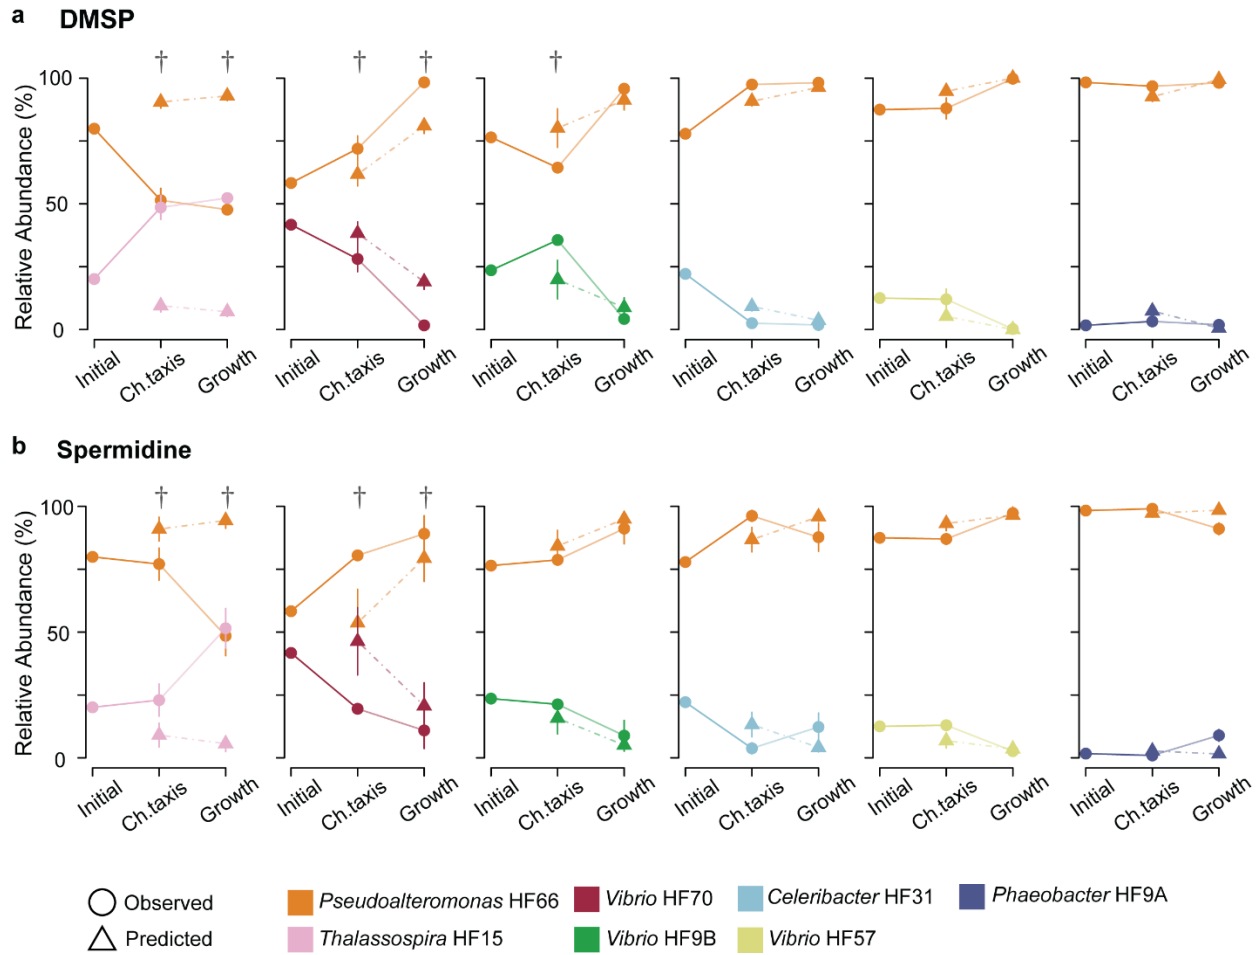 a DMSP
† † † † †
Relative Abundance (%)
100
50
0
Initial Ch.taxis Growth Initial Ch.taxis Growth Initial Ch.taxis Growth Initial Ch.taxis Growth Initial Ch.taxis Growth Initial Ch.taxis Growth
b Spermidine
† † † †
Relative Abundance (%)
100
50
0
Initial Ch.taxis Growth Initial Ch.taxis Growth Initial Ch.taxis Growth Initial Ch.taxis Growth Initial Ch.taxis Growth Initial Ch.taxis Growth
Observed Pseudoalteromonas HF66 Vibrio HF70 Celeribacter HF31 Phaeobacter HF9A
Predicted Thalassospira HF15 Vibrio HF9B Vibrio HF57